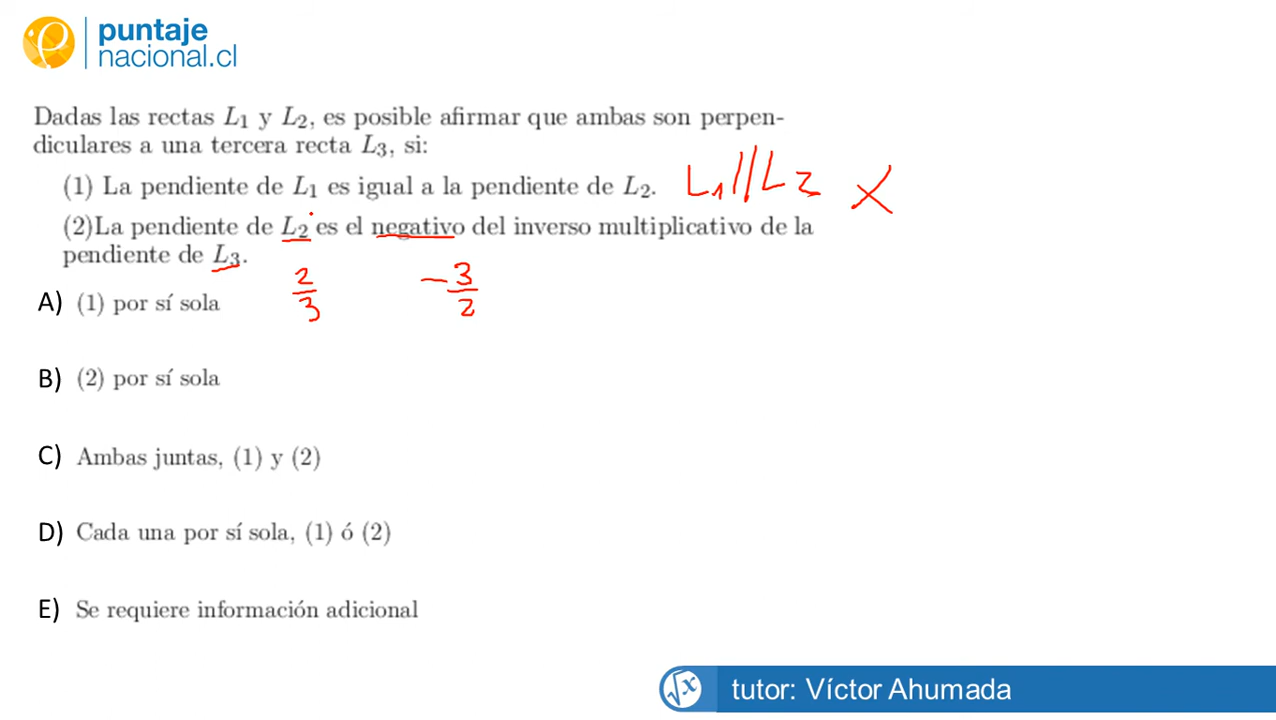 puntaje
nacional.cl
Dadas las rectas L₁ y L₂, es posible afirmar que ambas son perpen-
diculares a una tercera recta L₃, si:
(1) La pendiente de L₁ es igual a la pendiente de L₂. L₁//L₂ X
(2)La pendiente de L₂ es el negativo del inverso multiplicativo de la
pendiente de L₃.
2/3 -3/2
A) (1) por sí sola
B) (2) por sí sola
C) Ambas juntas, (1) y (2)
D) Cada una por sí sola, (1) ó (2)
E) Se requiere información adicional
√x tutor: Víctor Ahumada